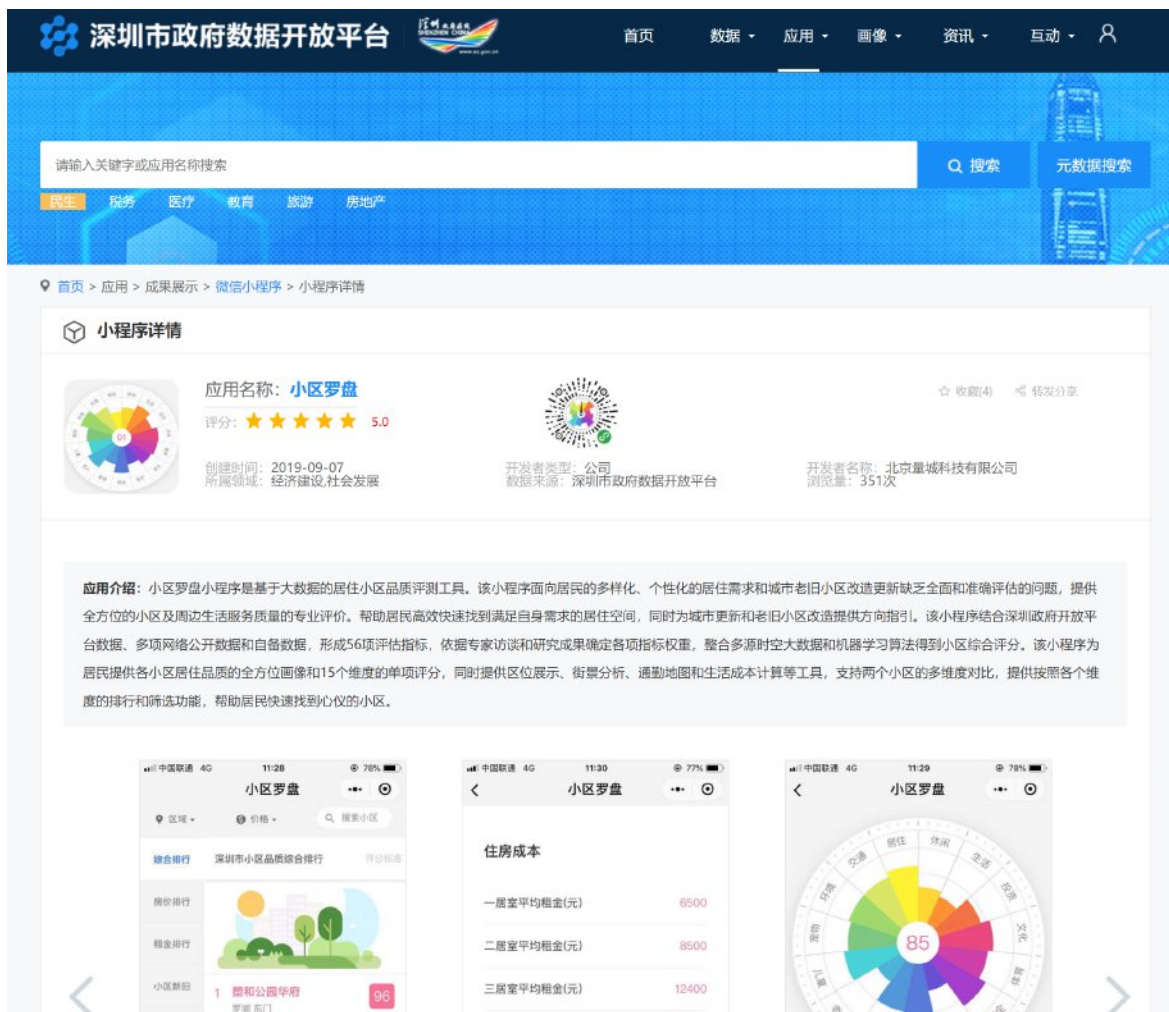 深圳市政府数据开放平台
首页 数据 应用 画像 资讯 互动
请输入关键字或应用名称搜索 搜索 元数据搜索
民生 税务 医疗 教育 旅游 房地产
首页 > 应用 > 成果展示 > 微信小程序 > 小程序详情
小程序详情
应用名称：小区罗盘
收藏(4) 转发分享
评分： 5.0
创建时间：2019-09-07 开发者类型：公司 开发者名称：北京量城科技有限公司
所属领域：经济建设,社会发展 数据来源：深圳市政府数据开放平台 浏览量：351次
应用介绍：小区罗盘小程序是基于大数据的居住小区品质评测工具。该小程序面向居民的多样化、个性化的居住需求和城市老旧小区改造更新缺乏全面和准确评估的问题，提供
全方位的小区及周边生活服务质量的专业评价。帮助居民高效快速找到满足自身需求的居住空间，同时为城市更新和老旧小区改造提供方向指引。该小程序结合深圳政府开放平
台数据、多项网络公开数据和自备数据，形成56项评估指标，依据专家访谈和研究成果确定各项指标权重，整合多源时空大数据和机器学习算法得到小区综合评分。该小程序为
居民提供各小区居住品质的全方位画像和15个维度的单项评分，同时提供区位展示、街景分析、通勤地图和生活成本计算等工具，支持两个小区的多维度对比，提供按照各个维
度的排行和筛选功能，帮助居民快速找到心仪的小区。
中国联通 4G 11:28 78%
小区罗盘
区域 价格 搜索小区
综合排行 深圳市小区品质综合排行 评分标准
房价排行
租金排行
小区新旧
1 塑和公园华府 96
罗湖 东门
中国联通 4G 11:30 77%
小区罗盘
住房成本
一居室平均租金(元) 6500
二居室平均租金(元) 8500
三居室平均租金(元) 12400
中国联通 4G 11:29 78%
小区罗盘
居住 休闲 生活 投资 文化
交通 环境 宠物 儿童
85